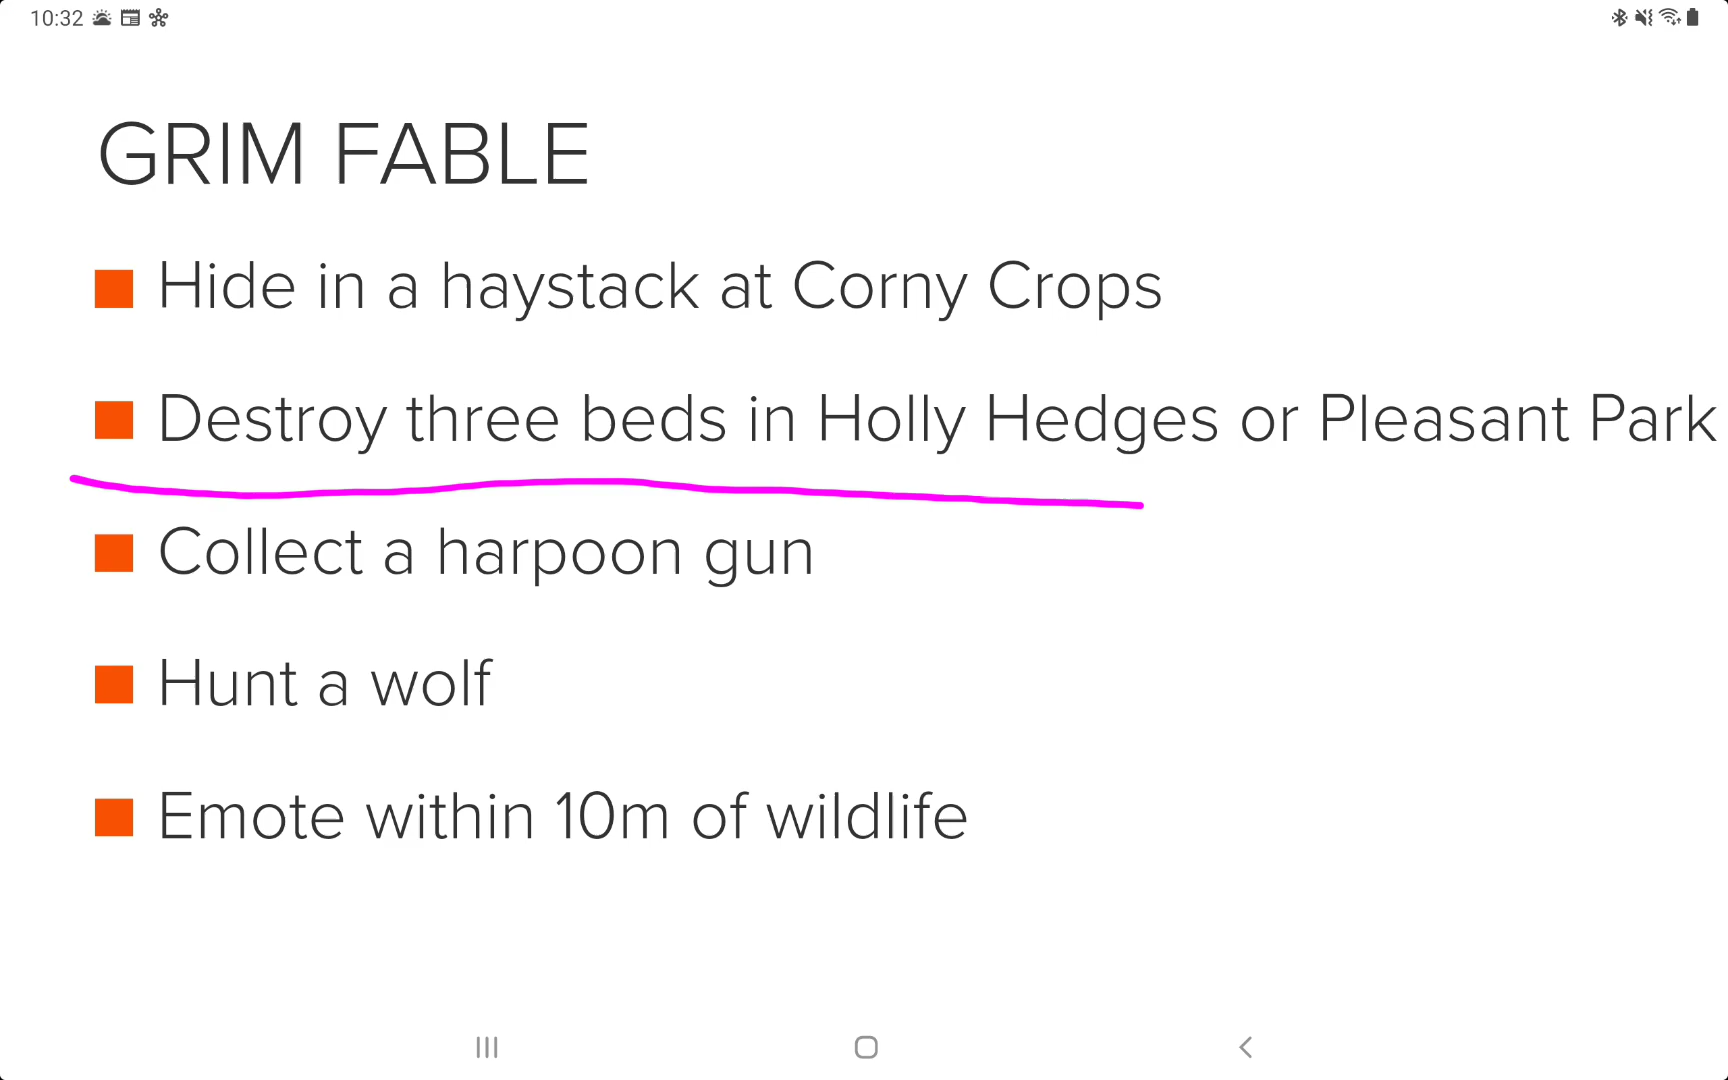 10:32
GRIM FABLE
Hide in a haystack at Corny Crops
Destroy three beds in Holly Hedges or Pleasant Park
Collect a harpoon gun
Hunt a wolf
Emote within 10m of wildlife